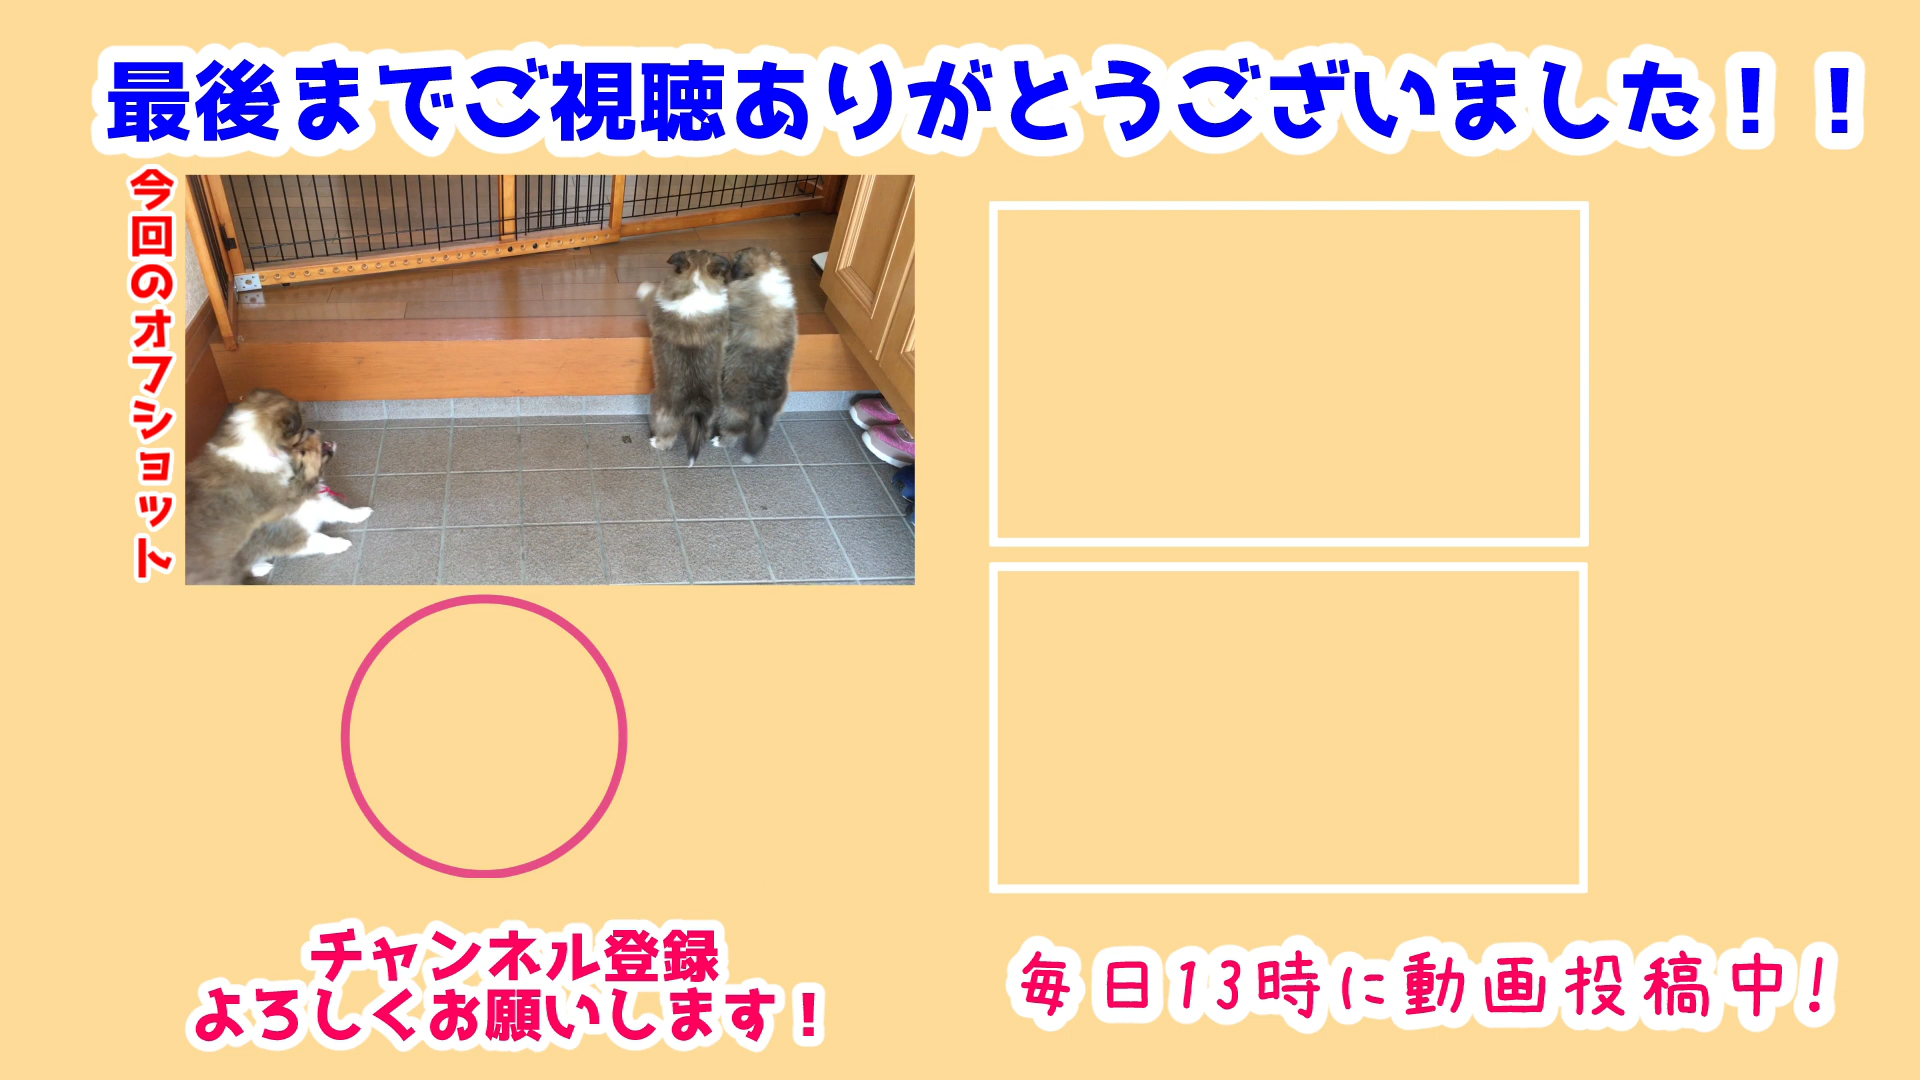 最後までご視聴ありがとうございました！！
今回のオフショット
チャンネル登録
よろしくお願いします！
毎日13時に動画投稿中！